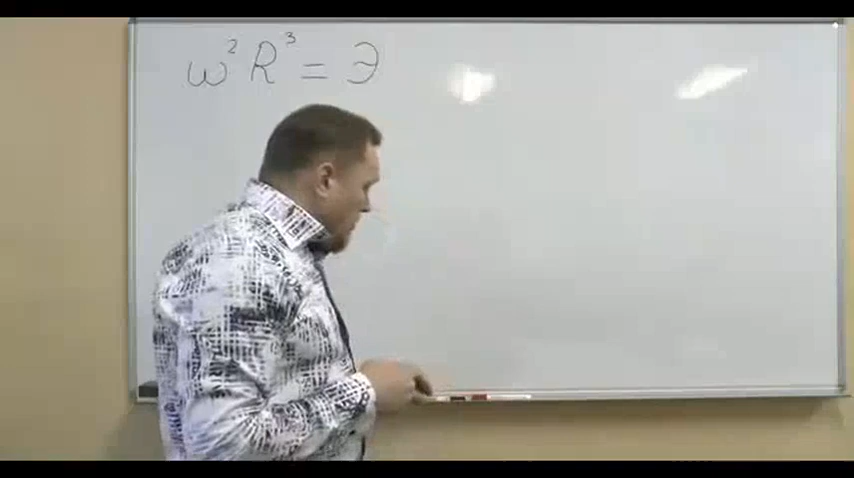 ω² R³ = Э